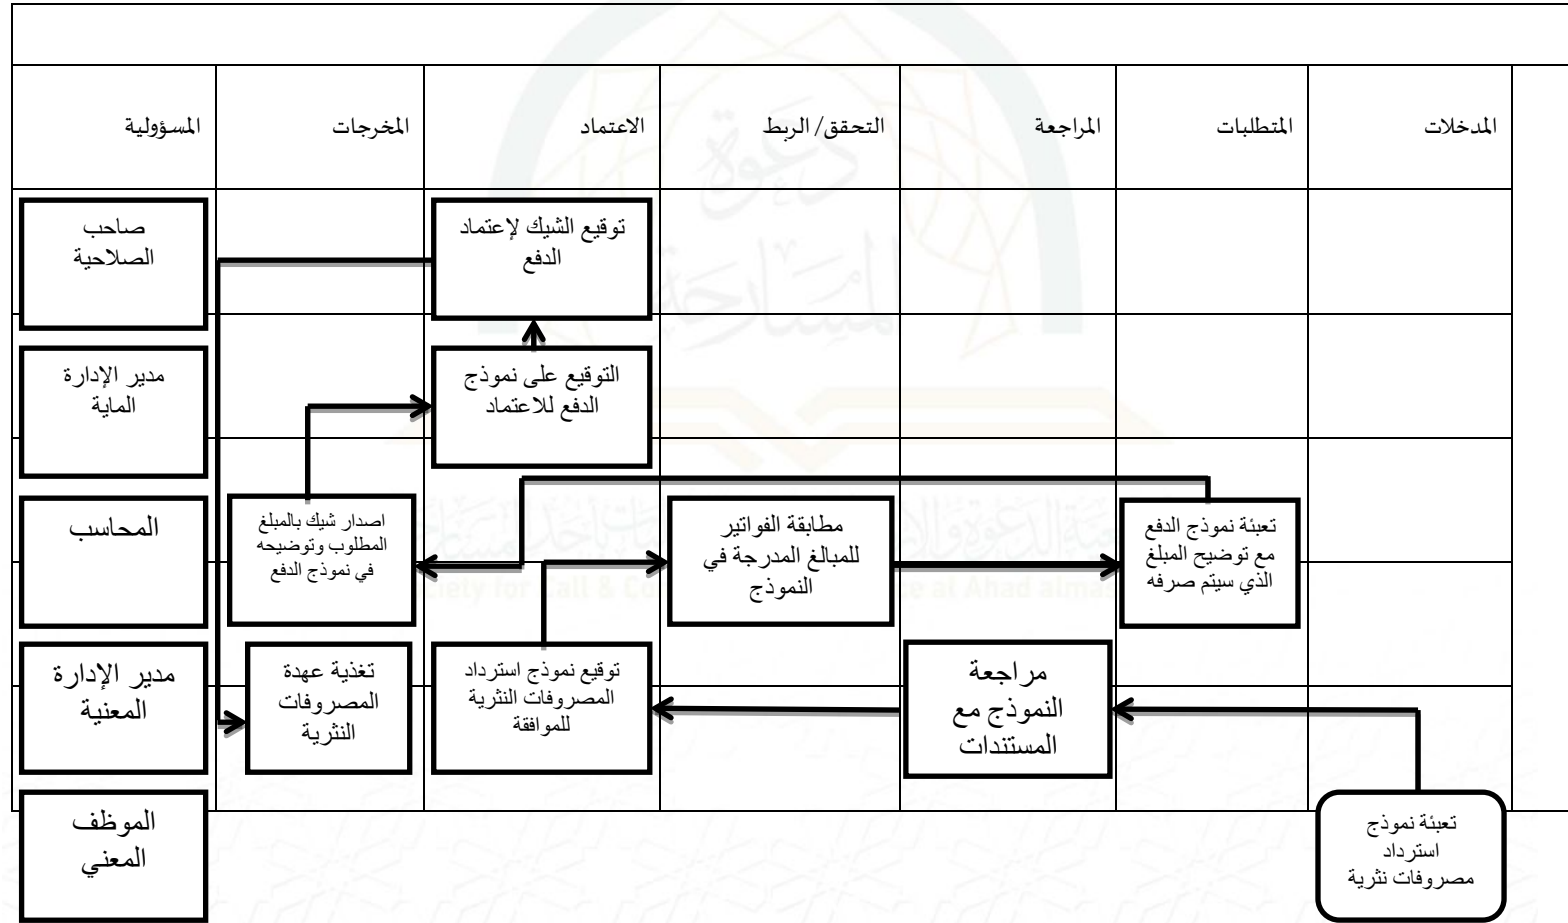 المدخلات
المتطلبات
المراجعة
التحقق/ الربط
الاعتماد
المخرجات
المسؤولية
توقيع الشيك لإعتماد
الدفع
صاحب
الصلاحية
التوقيع على نموذج
الدفع للاعتماد
مدير الإدارة
الماية
تعبئة نموذج الدفع
مع توضيح المبلغ
الذي سيتم صرفه
مطابقة الفواتير
للمبالغ المدرجة في
النموذج
اصدار شيك بالمبلغ
المطلوب وتوضيحه
في نموذج الدفع
المحاسب
مراجعة
النموذج مع
المستندات
توقيع نموذج استرداد
المصروفات النثرية
للموافقة
تغذية عهدة
المصروفات
النثرية
مدير الإدارة
المعنية
تعبئة نموذج
استرداد
مصروفات نثرية
الموظف
المعني
دعوة
المسارحة